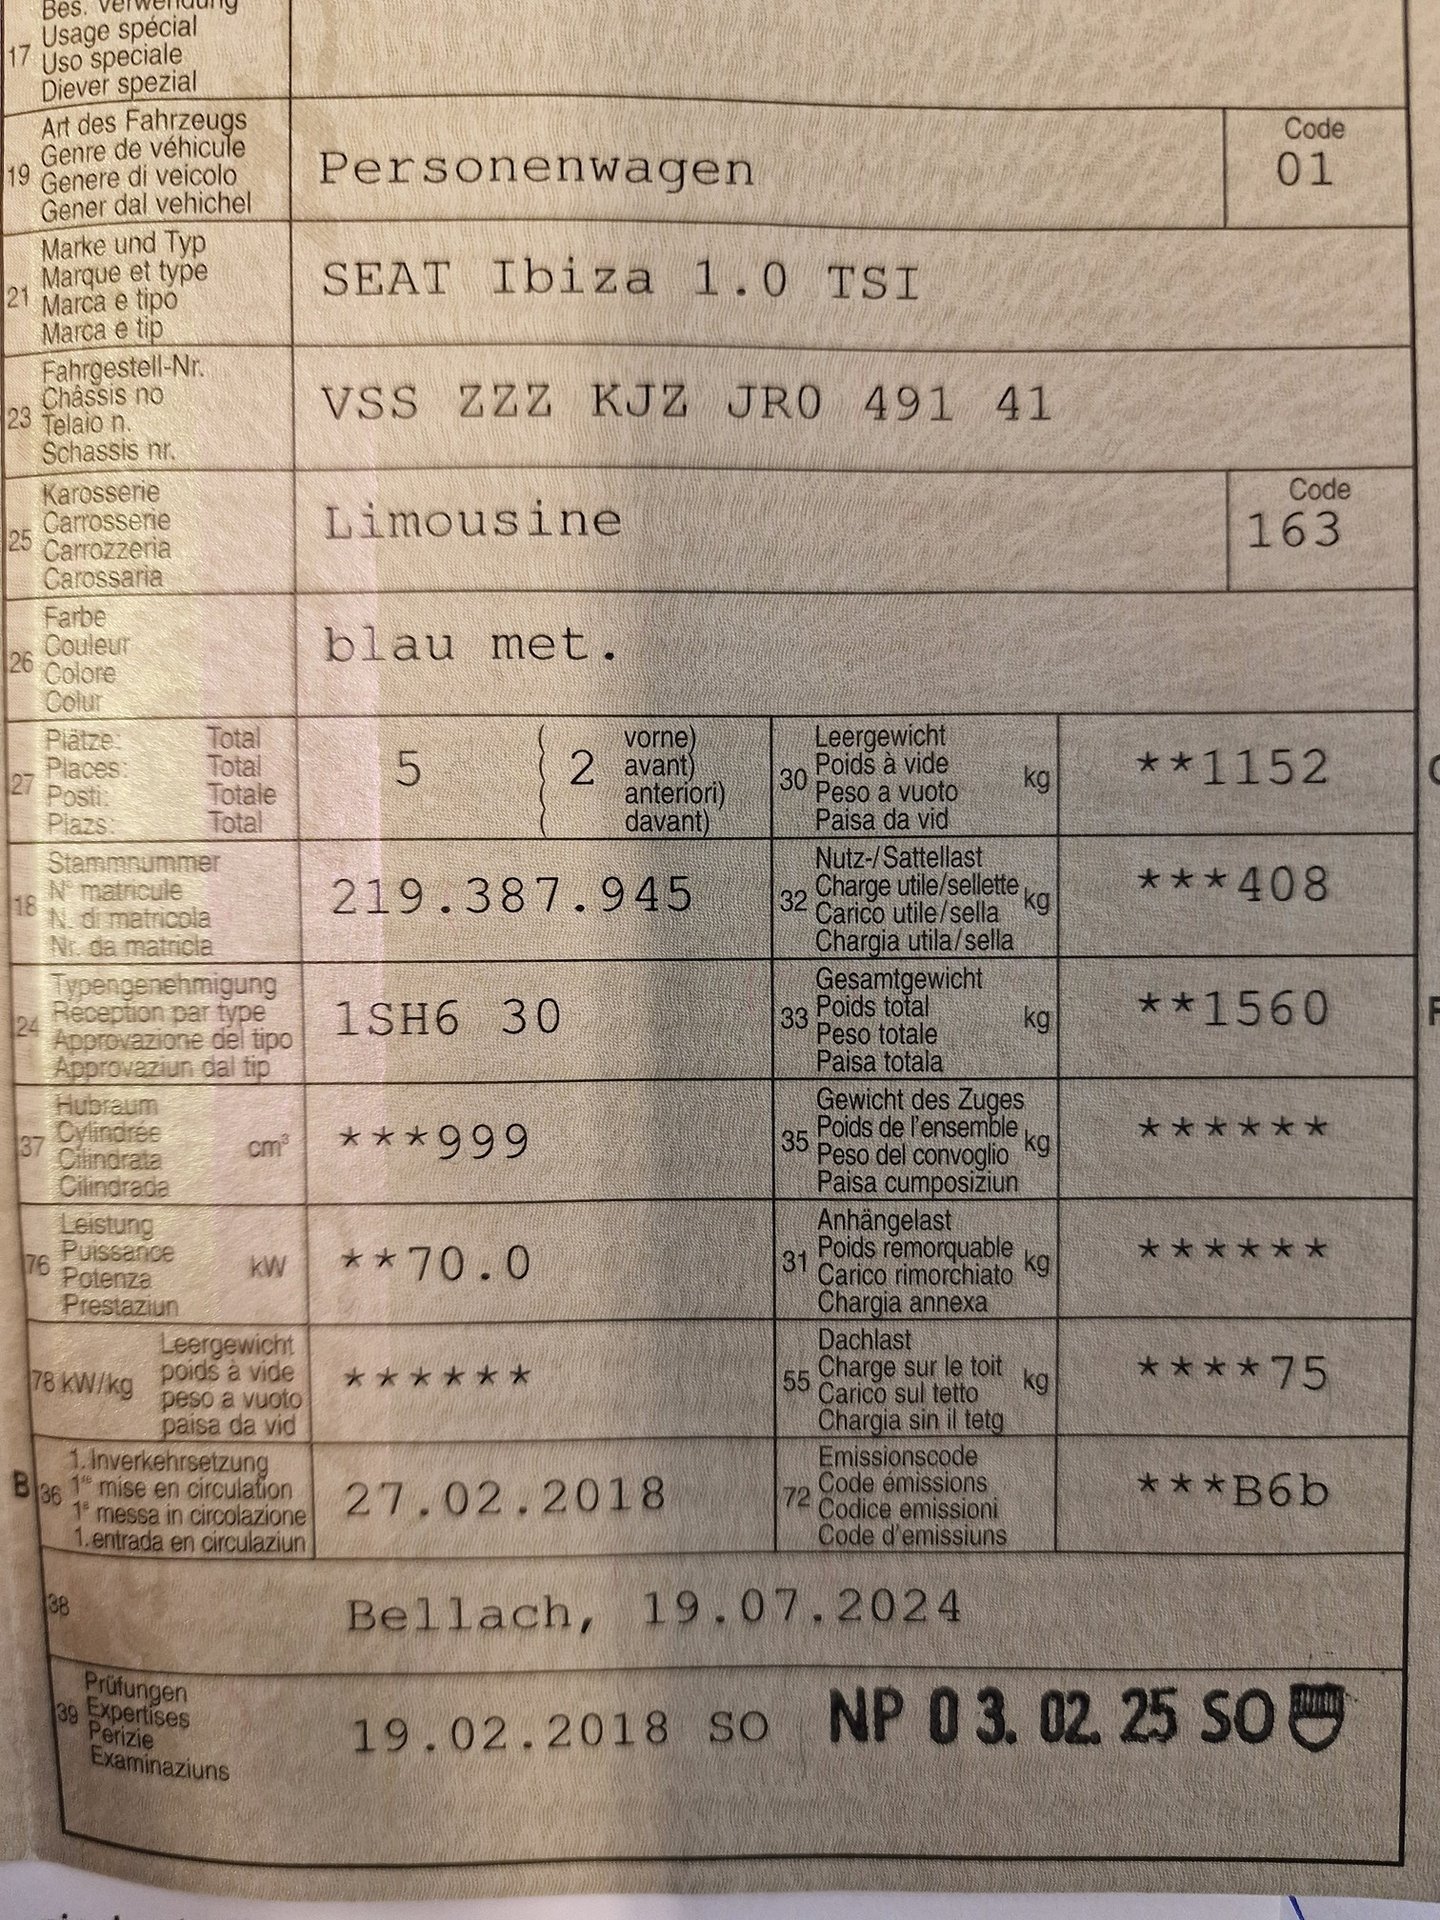 Bes. Verwendung
Usage spécial
17 Uso speciale
Diever spezial
Art des Fahrzeugs
Genre de véhicule
19 Genere di veicolo
Gener dal vehichel
Personenwagen
Code
01
Marke und Typ
Marque et type
21 Marca e tipo
Marca e tip
SEAT Ibiza 1.0 TSI
Fahrgestell-Nr.
Châssis no
23 Telaio n.
Schassis nr.
VSS ZZZ KJZ JR0 491 41
Karosserie
Carrosserie
25 Carrozzeria
Carossaria
Limousine
Code
163
Farbe
Couleur
26 Colore
Colur
blau met.
Plätze: Total
Places: Total
27 Posti: Totale
Plazs: Total
5 ( 2 vorne)
( avant)
( anteriori)
( davant)
Leergewicht
30 Poids à vide kg
Peso a vuoto
Paisa da vid
**1152
Stammnummer
N° matricule
18 N. di matricola
Nr. da matricla
219.387.945
Nutz-/Sattellast
Charge utile/sellette
32 Carico utile/sella kg
Chargia utila/sella
***408
Typengenehmigung
Réception par type
24 Approvazione del tipo
Approvaziun dal tip
1SH6 30
Gesamtgewicht
Poids total
33 Peso totale kg
Paisa totala
**1560
Hubraum
Cylindrée
37 Cilindrata cm³
Cilindrada
***999
Gewicht des Zuges
Poids de l'ensemble
35 Peso del convoglio kg
Paisa cumposiziun
******
Leistung
Puissance
76 Potenza kW
Prestaziun
**70.0
Anhängelast
Poids remorquable
31 Carico rimorchiato kg
Chargia annexa
******
Leergewicht
78 kW/kg poids à vide
peso a vuoto
paisa da vid
******
Dachlast
Charge sur le toit
55 Carico sul tetto kg
Chargia sin il tetg
****75
1. Inverkehrsetzung
B 36 1re mise en circulation
1a messa in circolazione
1. entrada en circulaziun
27.02.2018
Emissionscode
72 Code émissions
Codice emissioni
Code d'emissiuns
***B6b
38
Bellach, 19.07.2024
Prüfungen
39 Expertises
Perizie
Examinaziuns
19.02.2018 SO NP 03.02.25 SO